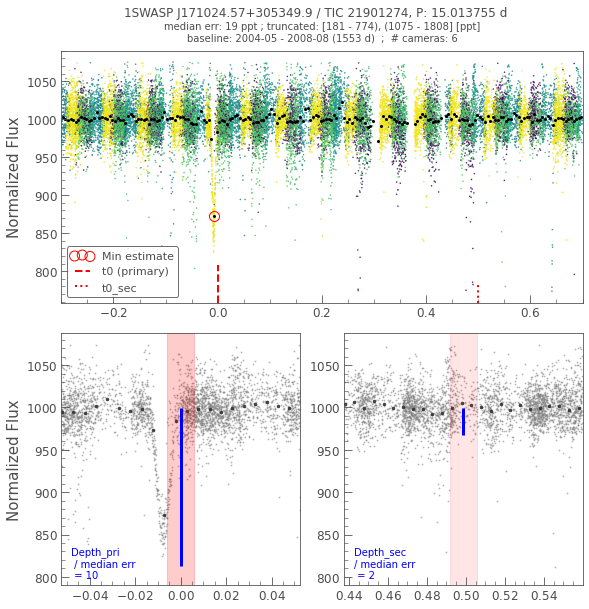 1SWASP J171024.57+305349.9 / TIC 21901274, P: 15.013755 d
median err: 19 ppt ; truncated: [181 - 774), (1075 - 1808] [ppt]
baseline: 2004-05 - 2008-08 (1553 d)  ;  # cameras: 6
Normalized Flux
1050
1000
950
900
850
800
Min estimate
t0 (primary)
t0_sec
−0.2 0.0 0.2 0.4 0.6
Normalized Flux
1050
1000
950
900
850
800
Depth_pri
/ median err
= 10
−0.04 −0.02 0.00 0.02 0.04
1050
1000
950
900
850
800
Depth_sec
/ median err
= 2
0.44 0.46 0.48 0.50 0.52 0.54